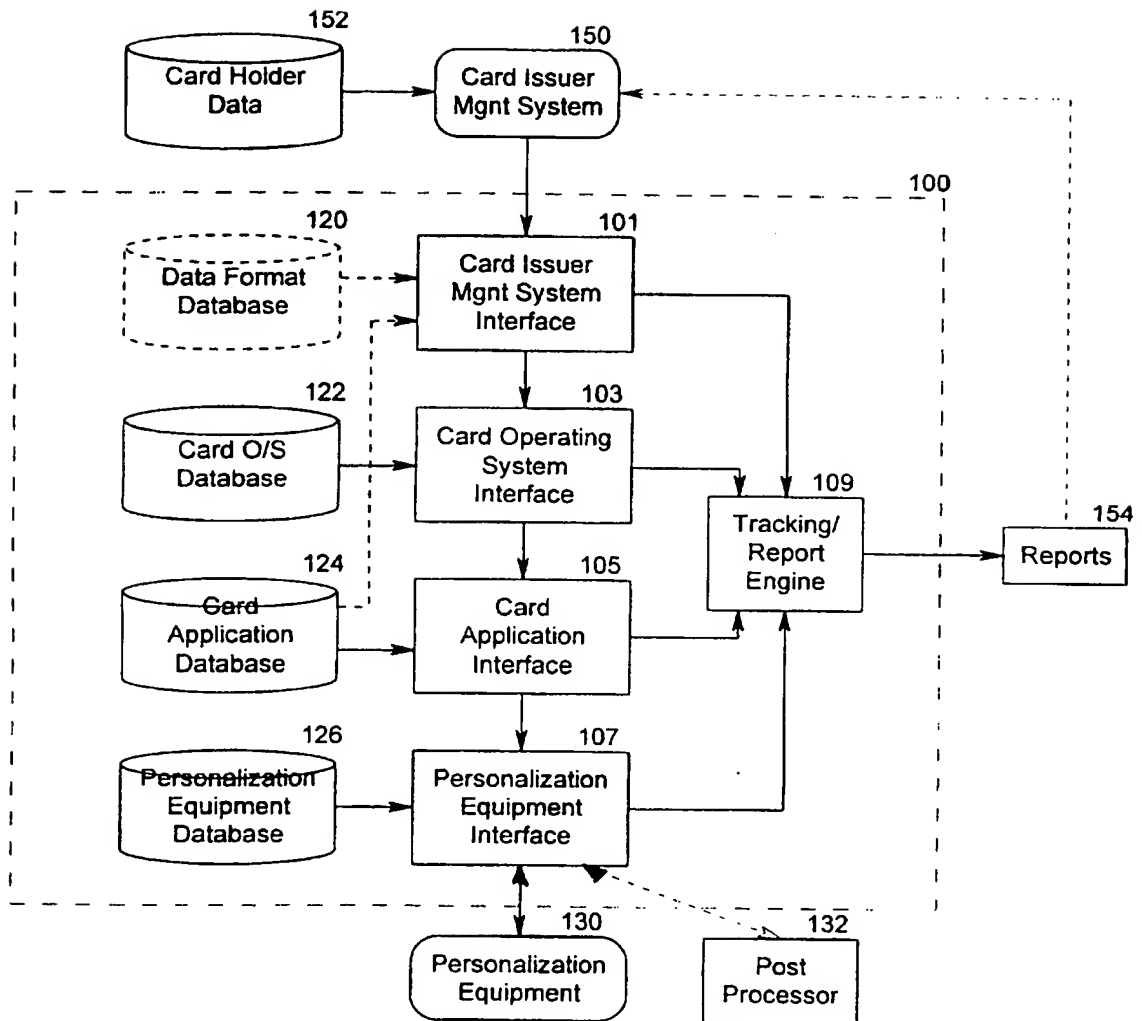 152
Card Holder
Data
150
Card Issuer
Mgnt System
100
120
Data Format
Database
101
Card Issuer
Mgnt System
Interface
122
Card O/S
Database
103
Card Operating
System
Interface
109
Tracking/
Report
Engine
154
Reports
124
Card
Application
Database
105
Card
Application
Interface
126
Personalization
Equipment
Database
107
Personalization
Equipment
Interface
130
Personalization
Equipment
132
Post
Processor